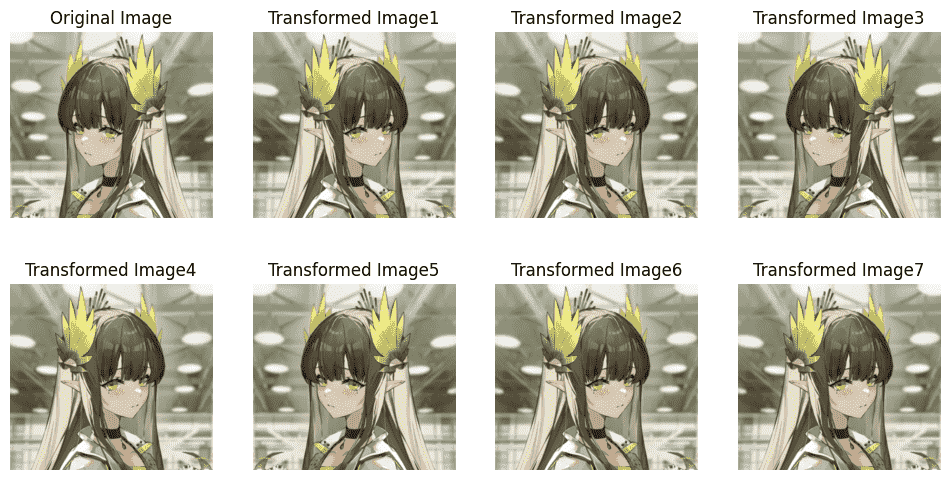 Original Image
Transformed Image1
Transformed Image2
Transformed Image3
Transformed Image4
Transformed Image5
Transformed Image6
Transformed Image7